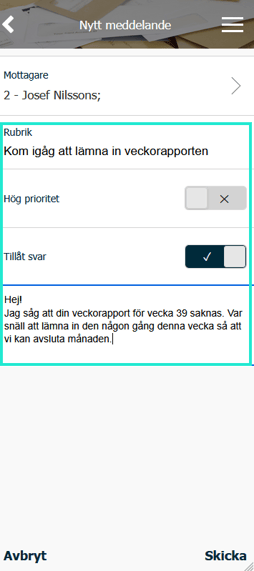 Nytt meddelande
Mottagare
2 - Josef Nilssons;
Rubrik
Kom igåg att lämna in veckorapporten
Hög prioritet
Tillåt svar
Hej!
Jag såg att din veckorapport för vecka 39 saknas. Var
snäll att lämna in den någon gång denna vecka så att
vi kan avsluta månaden.
Avbryt
Skicka